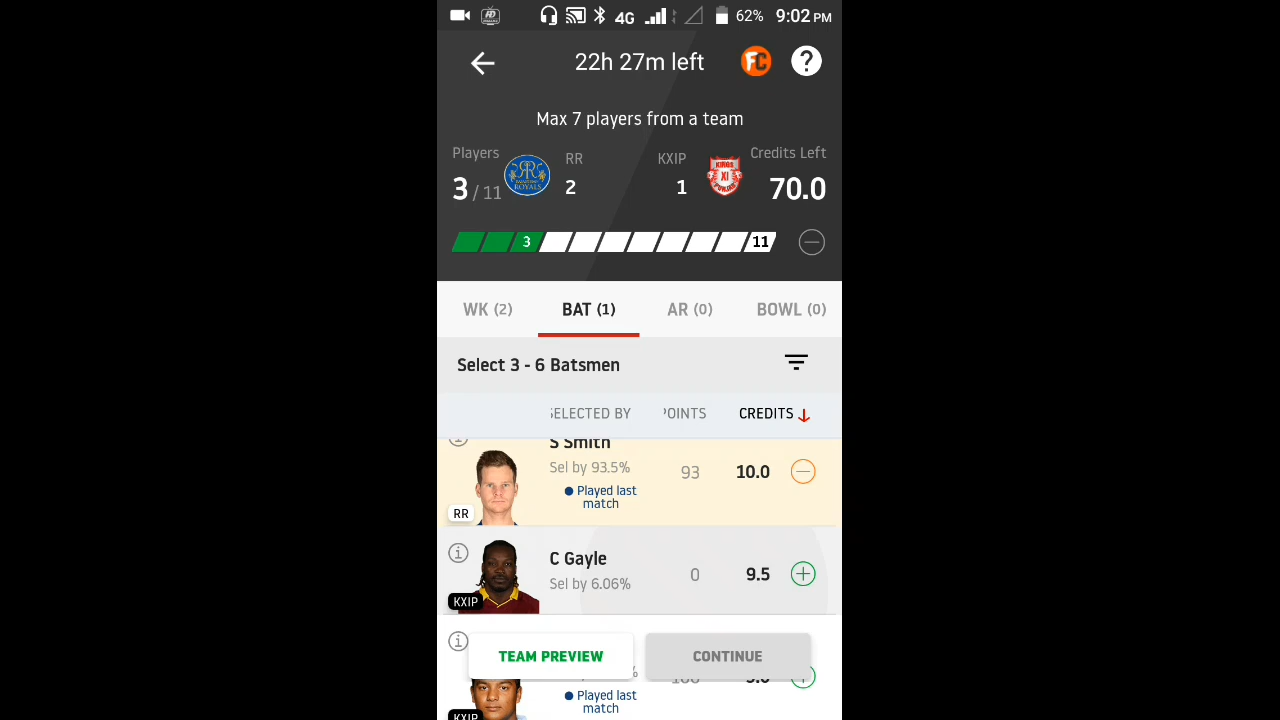 4G 62% 9:02 PM
22h 27m left FC ?
Max 7 players from a team
Players RR KXIP Credits Left
3 / 11 2 1 70.0
3 11
WK (2) BAT (1) AR (0) BOWL (0)
Select 3 - 6 Batsmen
SELECTED BY POINTS CREDITS
S Smith
Sel by 93.5% 93 10.0
Played last
match
RR
C Gayle
Sel by 6.06% 0 9.5
KXIP
TEAM PREVIEW CONTINUE
Played last
match
KXIP